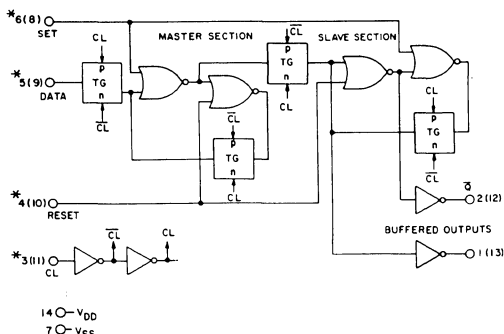 *6(8)
SET
CL
MASTER SECTION
CL
SLAVE SECTION
*5(9)
DATA
p
TG
n
CL
p
TG
n
CL
CL
p
TG
n
CL
CL
p
TG
n
CL
*4(10)
RESET
Q
2(12)
BUFFERED OUTPUTS
1(13)
*3(11)
CL
CL
CL
14 VDD
7 VSS